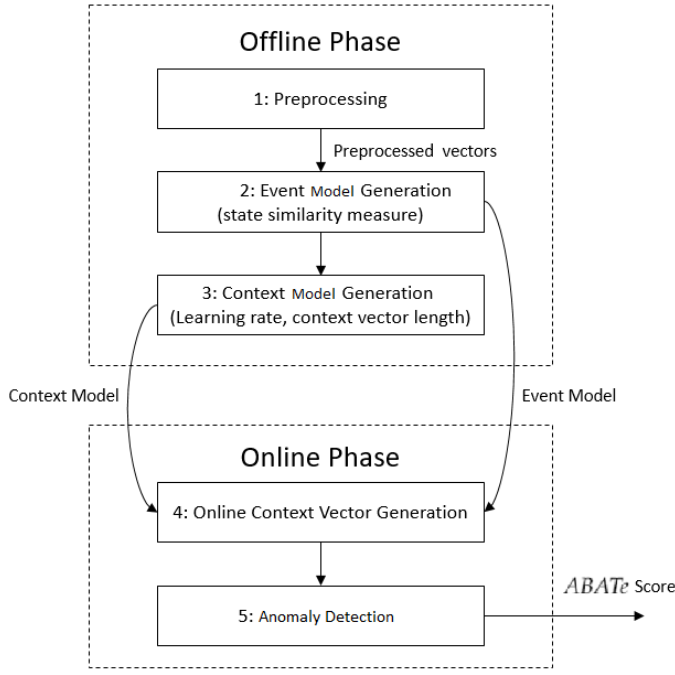 Offline Phase
1: Preprocessing
Preprocessed vectors
2: Event Model Generation
(state similarity measure)
3: Context Model Generation
(Learning rate, context vector length)
Context Model
Event Model
Online Phase
4: Online Context Vector Generation
ABATe Score
5: Anomaly Detection